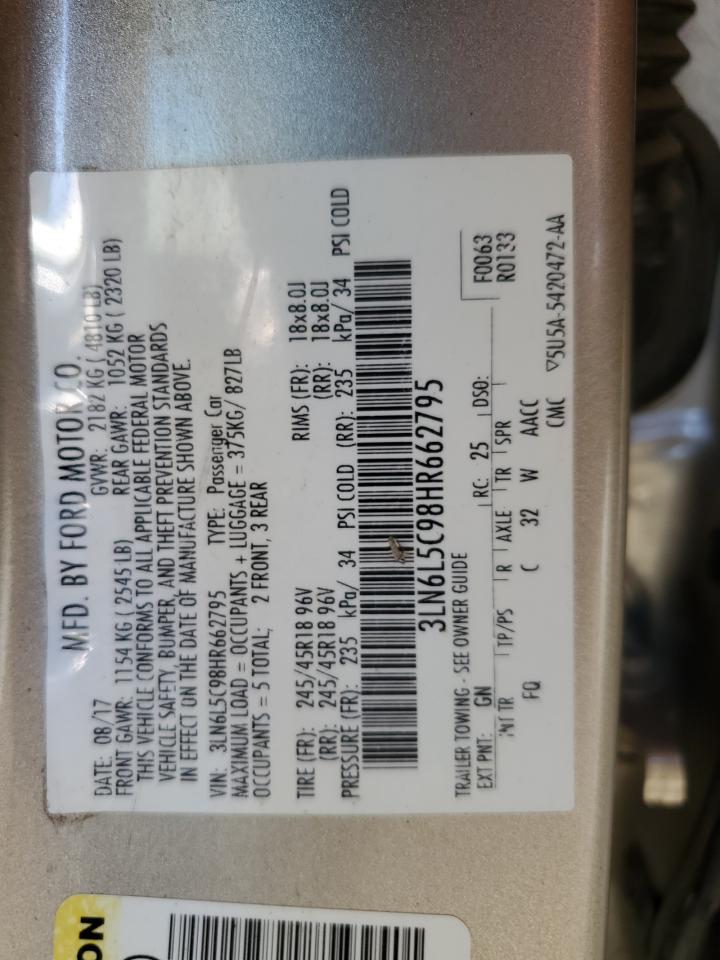 MFD. BY FORD MOTOR CO.
DATE: 08/17 GVWR: 2182 KG ( 4810 LB)
FRONT GAWR: 1154 KG ( 2545 LB) REAR GAWR: 1052 KG ( 2320 LB)
THIS VEHICLE CONFORMS TO ALL APPLICABLE FEDERAL MOTOR
VEHICLE SAFETY, BUMPER, AND THEFT PREVENTION STANDARDS
IN EFFECT ON THE DATE OF MANUFACTURE SHOWN ABOVE.
VIN: 3LN6L5C98HR662795 TYPE: Passenger Car
MAXIMUM LOAD = OCCUPANTS + LUGGAGE = 375KG/ 827LB
OCCUPANTS = 5 TOTAL; 2 FRONT, 3 REAR
TIRE (FR): 245/45R18 96V RIMS (FR): 18x8.0J
(RR): 245/45R18 96V (RR): 18x8.0J
PRESSURE (FR): 235 kPa/ 34 PSI COLD (RR): 235 kPa/ 34 PSI COLD
3LN6L5C98HR662795
TRAILER TOWING - SEE OWNER GUIDE F0063
EXT PNT: GN RC: 25 DSO: R0133
INT TR TP/PS R AXLE TR SPR
FQ C 32 W AACC
CMC ▽5U5A-5420472-AA